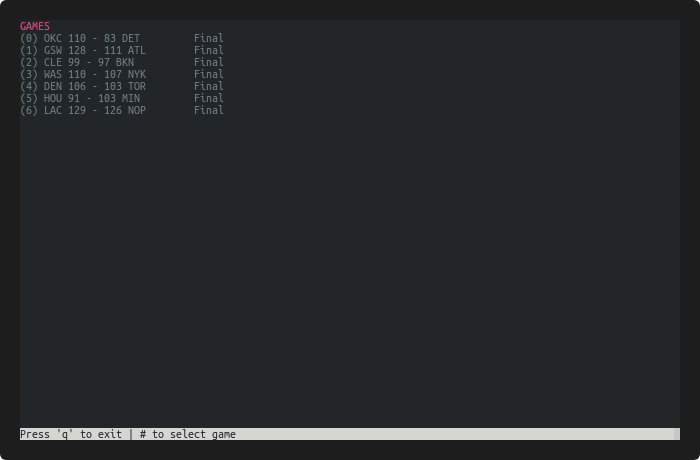 GAMES
(0) OKC 110 - 83 DET Final
(1) GSW 128 - 111 ATL Final
(2) CLE 99 - 97 BKN Final
(3) WAS 110 - 107 NYK Final
(4) DEN 106 - 103 TOR Final
(5) HOU 91 - 103 MIN Final
(6) LAC 129 - 126 NOP Final
Press 'q' to exit | # to select game